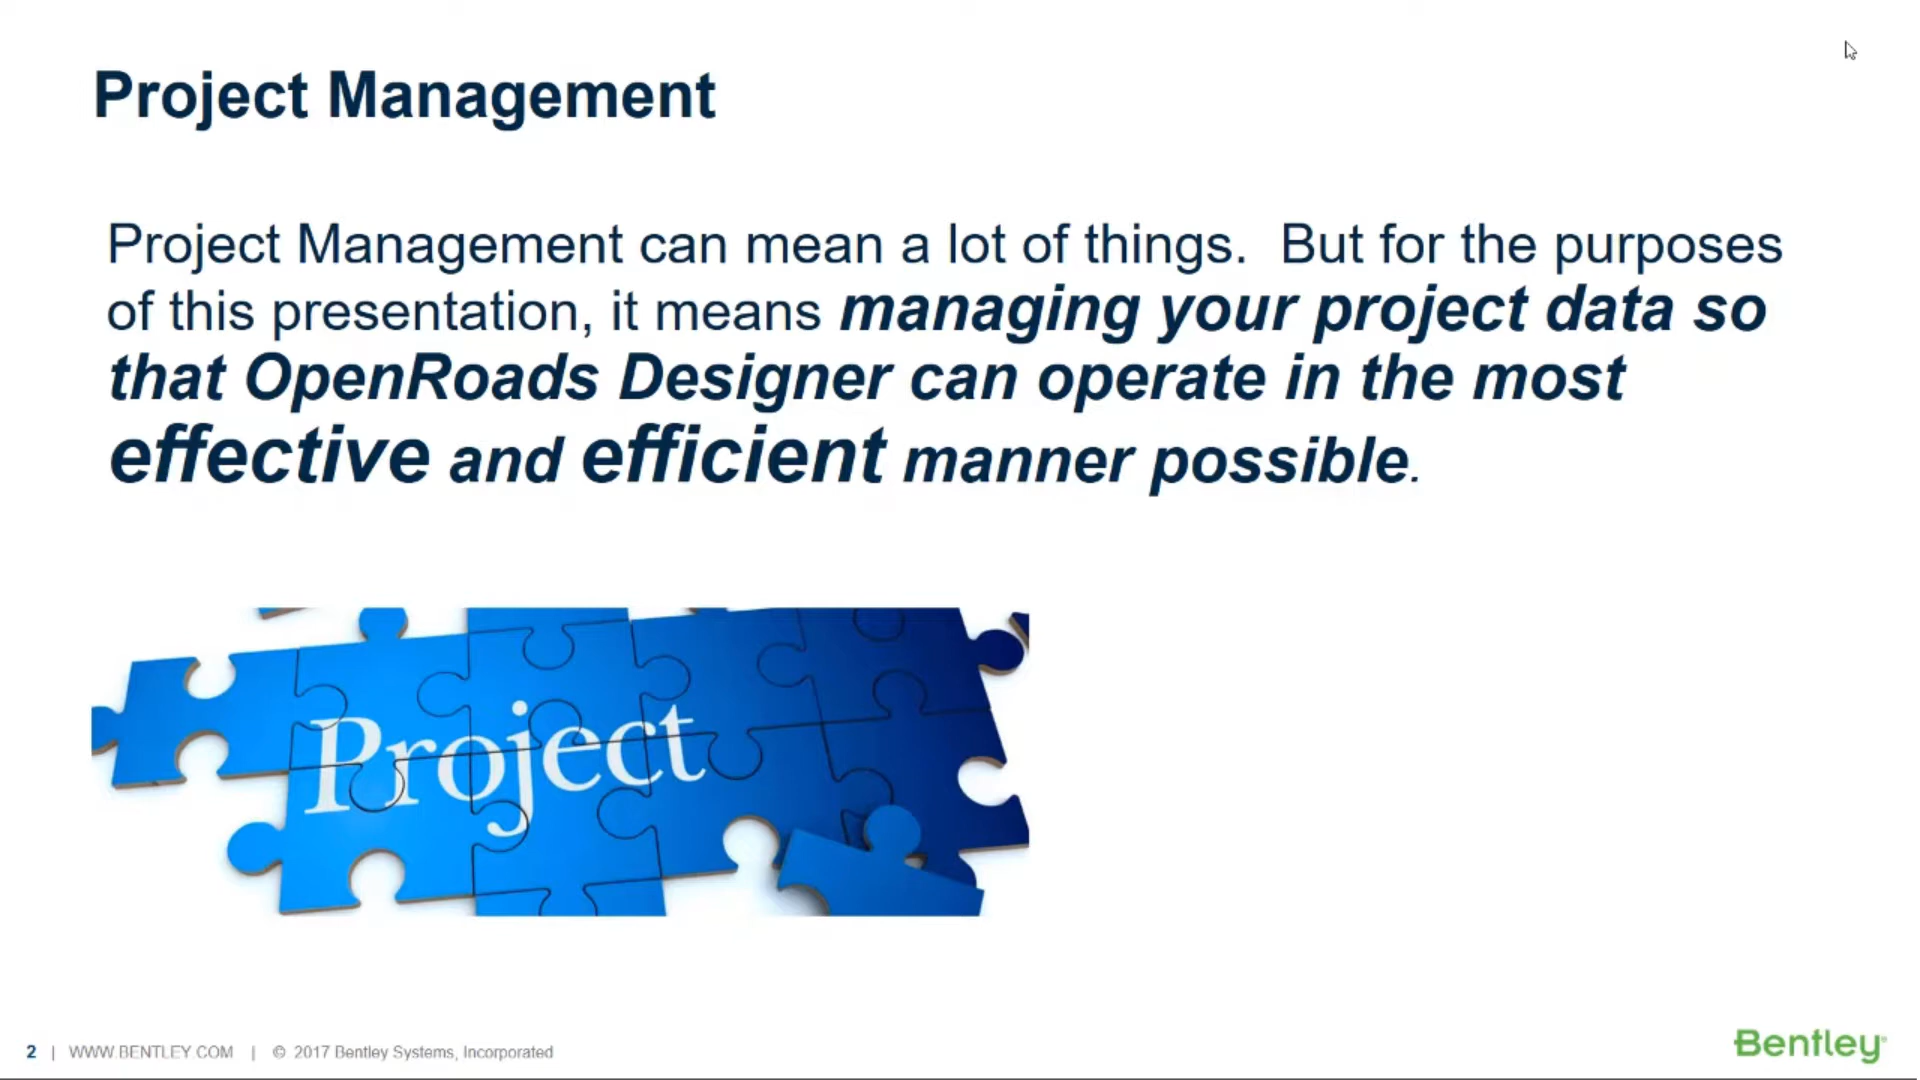 Project Management
Project Management can mean a lot of things.  But for the purposes
of this presentation, it means managing your project data so
that OpenRoads Designer can operate in the most
effective and efficient manner possible.
Project
2 | WWW.BENTLEY.COM | © 2017 Bentley Systems, Incorporated
Bentley®